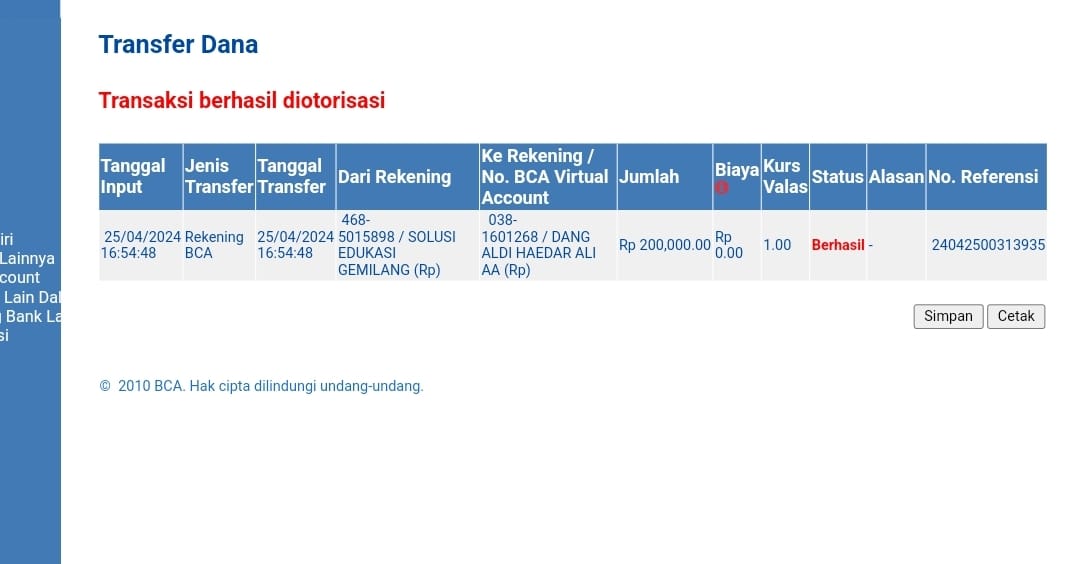 Transfer Dana
Transaksi berhasil diotorisasi
Tanggal Input
Jenis Transfer
Tanggal Transfer
Dari Rekening
Ke Rekening / No. BCA Virtual Account
Jumlah
Biaya
Kurs Valas
Status
Alasan
No. Referensi
25/04/2024 16:54:48
Rekening BCA
25/04/2024 16:54:48
468-
5015898 / SOLUSI
EDUKASI
GEMILANG (Rp)
038-
1601268 / DANG
ALDI HAEDAR ALI
AA (Rp)
Rp 200,000.00
Rp 0.00
1.00
Berhasil
-
24042500313935
iri
Lainnya
count
Lain Dal
Bank La
si
Simpan
Cetak
© 2010 BCA. Hak cipta dilindungi undang-undang.